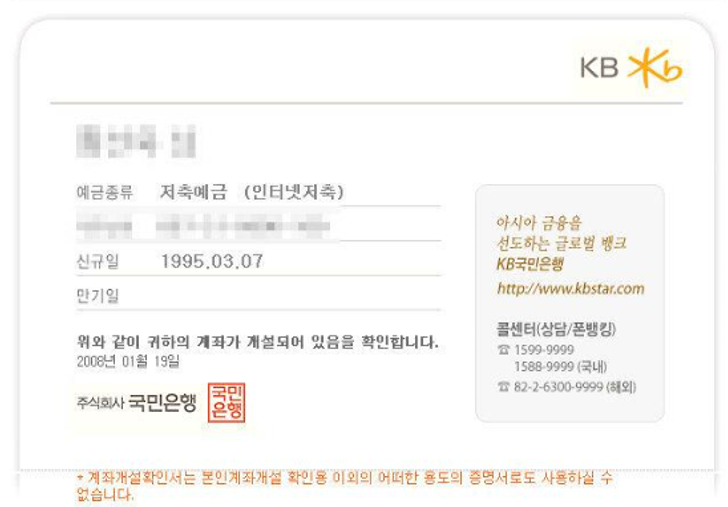 KB Kb
예금종류 저축예금 (인터넷저축)
신규일 1995.03.07
만기일
위와 같이 귀하의 계좌가 개설되어 있음을 확인합니다.
2008년 01월 19일
주식회사 국민은행
국민
은행
아시아 금융을
선도하는 글로벌 뱅크
KB국민은행
http://www.kbstar.com
콜센터(상담/폰뱅킹)
☏ 1599-9999
1588-9999 (국내)
☏ 82-2-6300-9999 (해외)
* 계좌개설확인서는 본인계좌개설 확인용 이외의 어떠한 용도의 증명서로도 사용하실 수
없습니다.